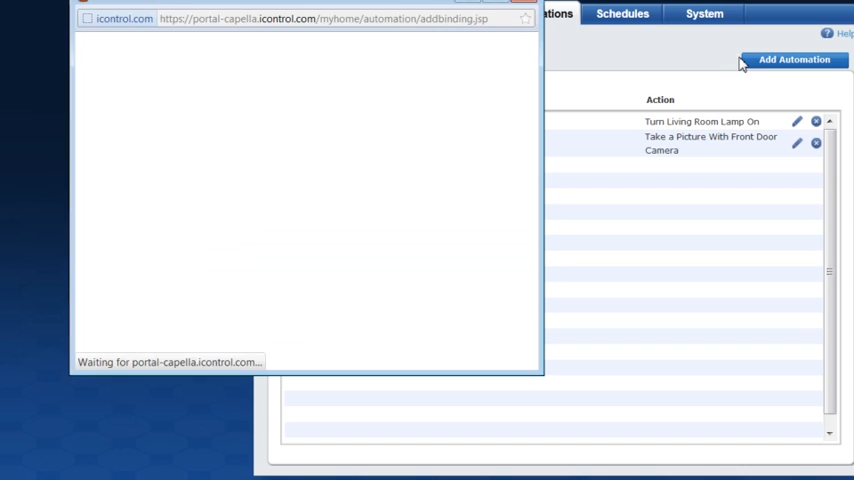 icontrol.com https://portal-capella.icontrol.com/myhome/automation/addbinding.jsp
Schedules System
Help
Add Automation
Action
Turn Living Room Lamp On
Take a Picture With Front Door
Camera
Waiting for portal-capella.icontrol.com...